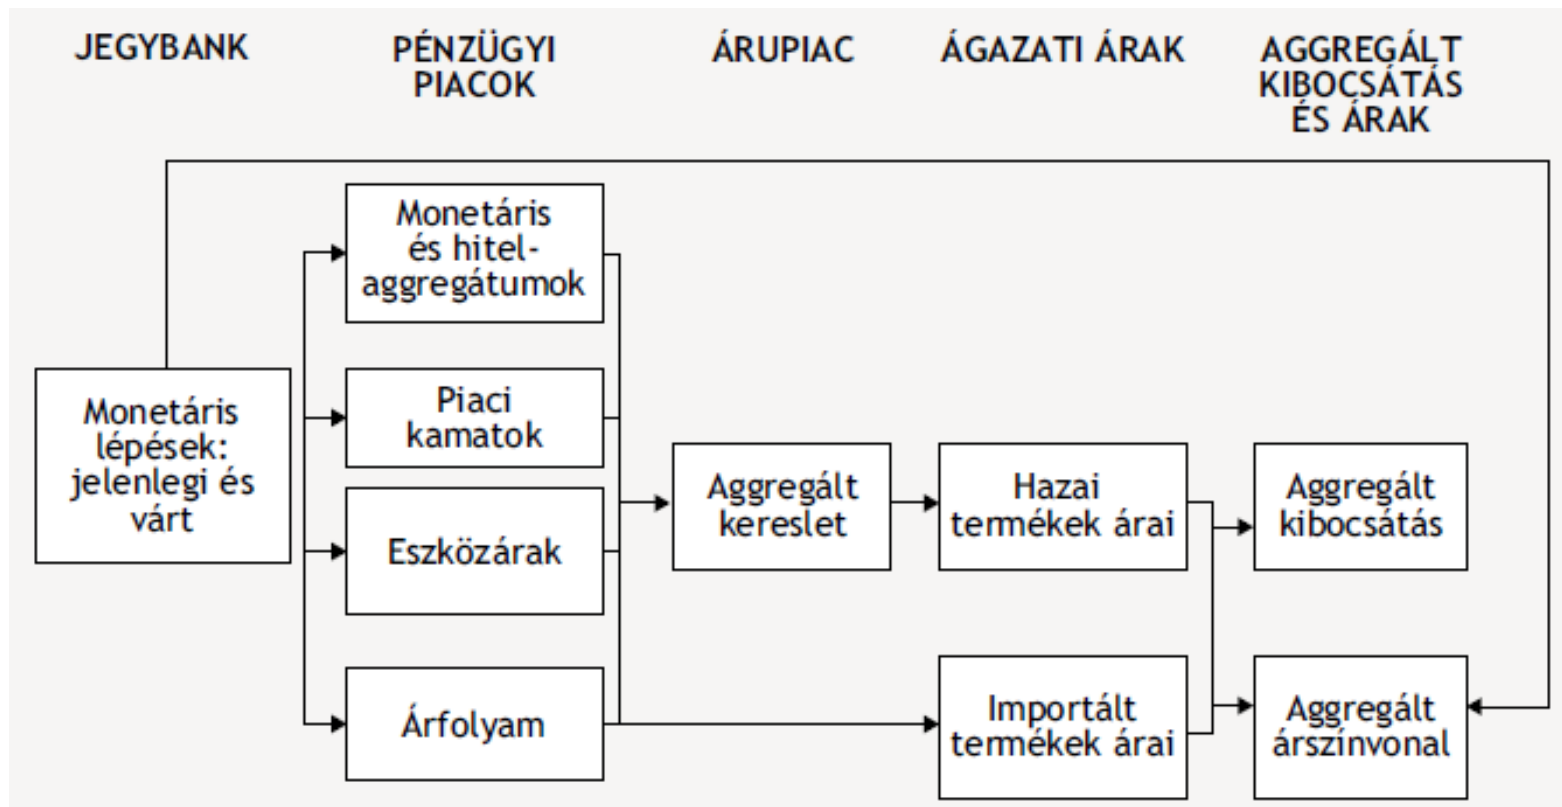 JEGYBANK
PÉNZÜGYI
PIACOK
ÁRUPIAC
ÁGAZATI ÁRAK
AGGREGÁLT
KIBOCSÁTÁS
ÉS ÁRAK
Monetáris
lépések:
jelenlegi és
várt
Monetáris
és hitel-
aggregátumok
Piaci
kamatok
Eszközárak
Árfolyam
Aggregált
kereslet
Hazai
termékek árai
Importált
termékek árai
Aggregált
kibocsátás
Aggregált
árszínvonal